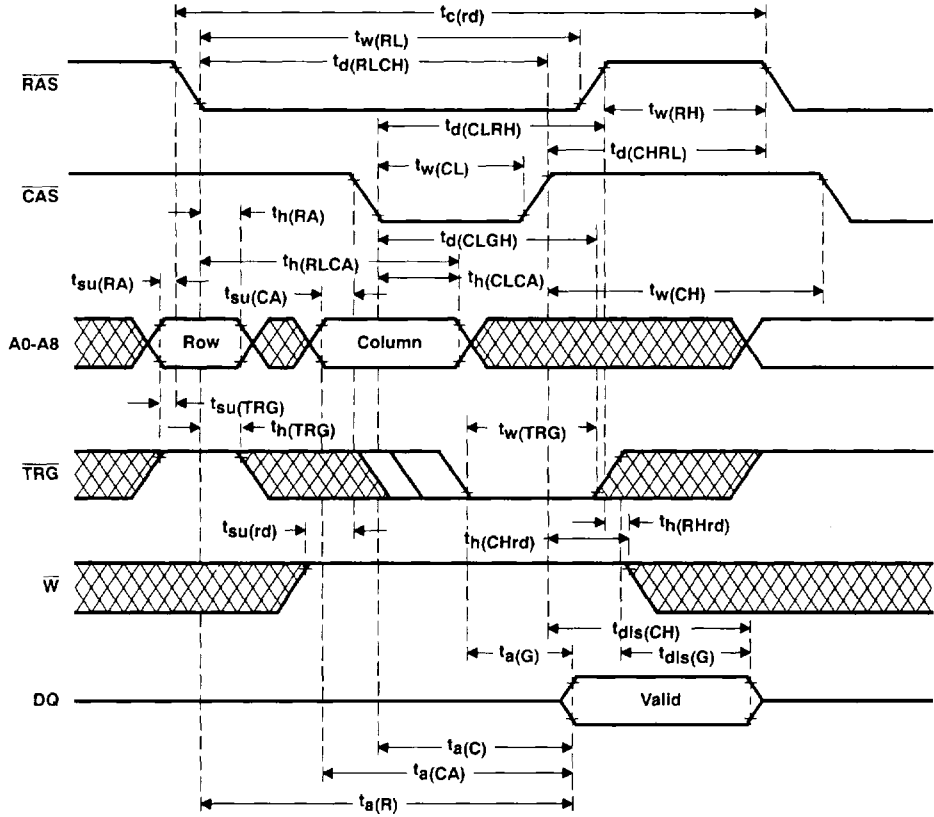 tc(rd)
tw(RL)
td(RLCH)
RAS
tw(RH)
td(CLRH)
td(CHRL)
tw(CL)
CAS
th(RA)
td(CLGH)
th(RLCA)
tsu(RA)
tsu(CA)
th(CLCA)
tw(CH)
A0-A8
Row
Column
tsu(TRG)
th(TRG)
tw(TRG)
TRG
tsu(rd)
th(RHrd)
th(CHrd)
W
tdis(CH)
ta(G)
tdis(G)
DQ
Valid
ta(C)
ta(CA)
ta(R)